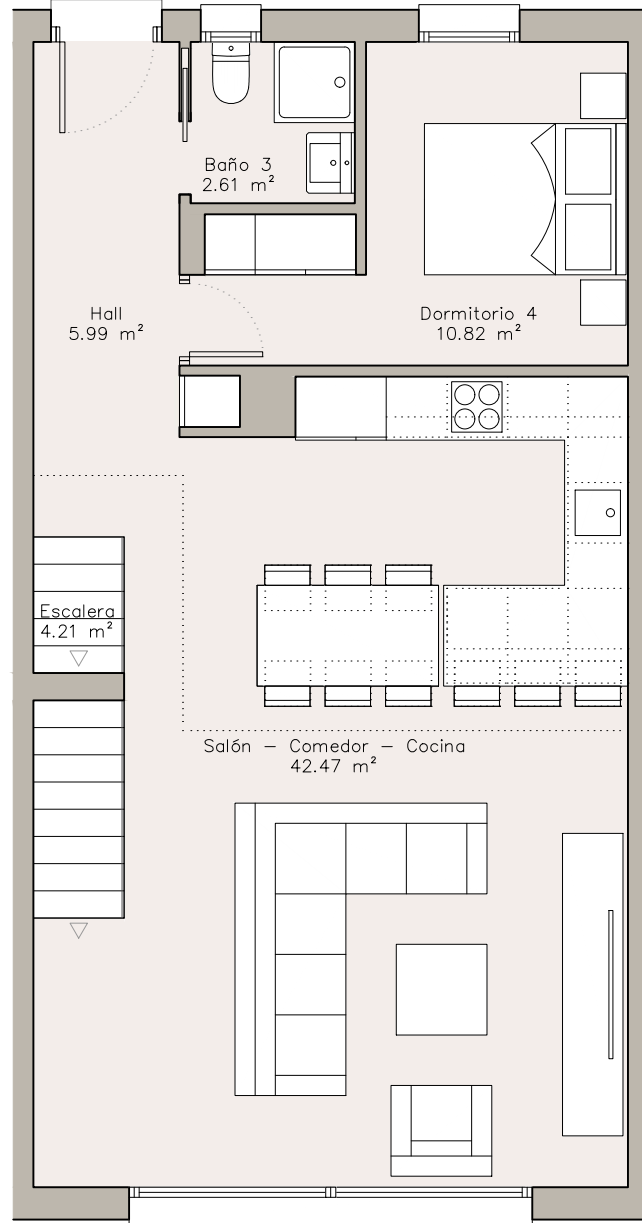 Baño 3
2.61 m²
Hall
5.99 m²
Dormitorio 4
10.82 m²
Escalera
4.21 m²
Salón – Comedor – Cocina
42.47 m²